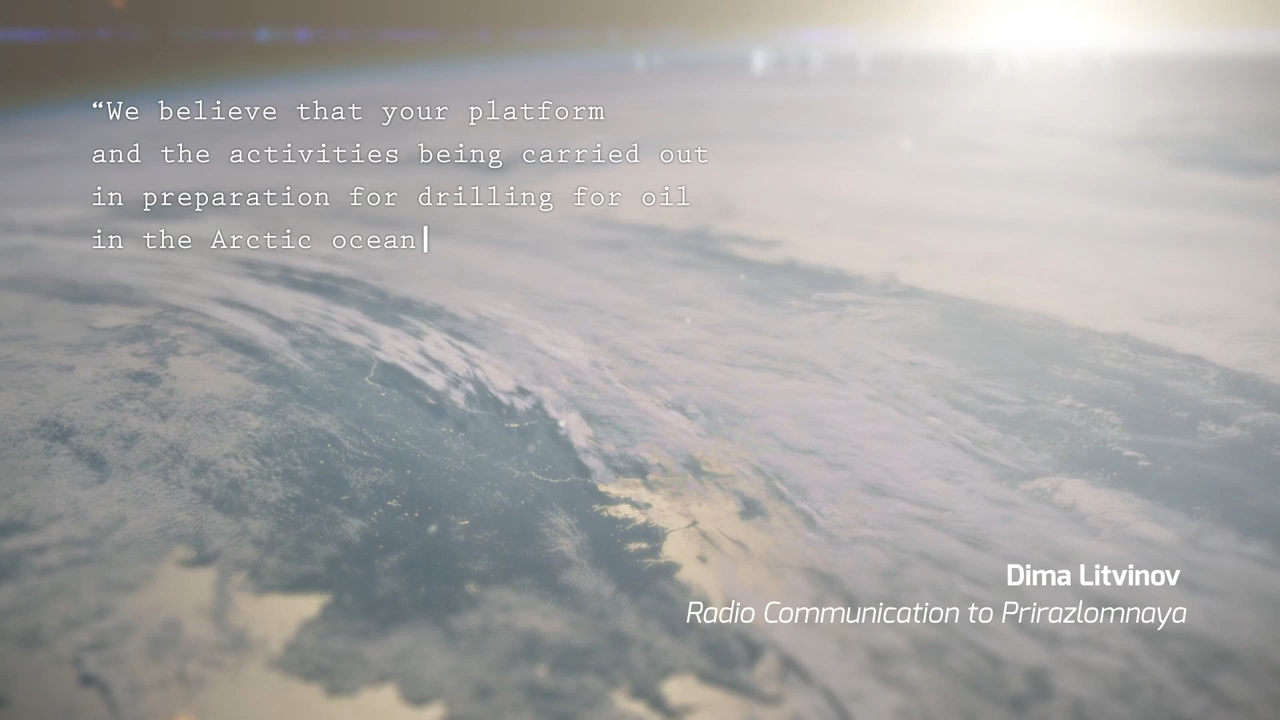 “We believe that your platform
and the activities being carried out
in preparation for drilling for oil
in the Arctic ocean
Dima Litvinov
Radio Communication to Prirazlomnaya